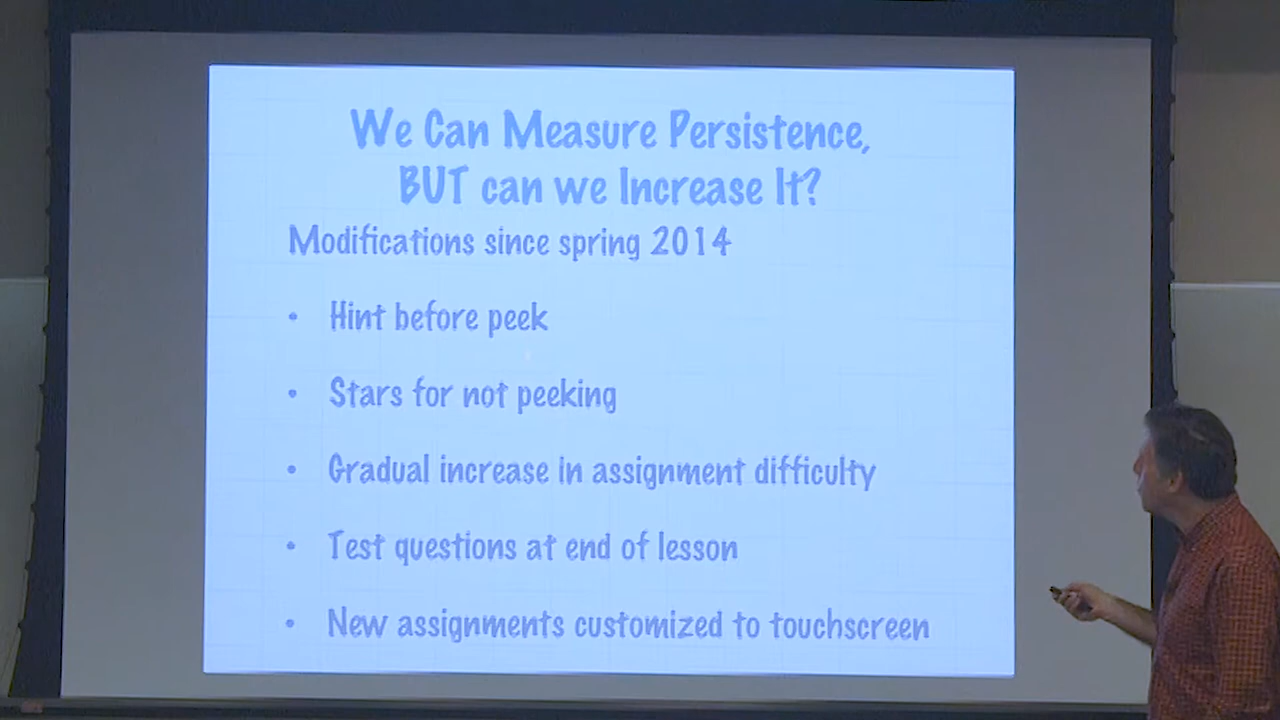 We Can Measure Persistence,
BUT can we Increase It?
Modifications since spring 2014
• Hint before peek
• Stars for not peeking
• Gradual increase in assignment difficulty
• Test questions at end of lesson
• New assignments customized to touchscreen